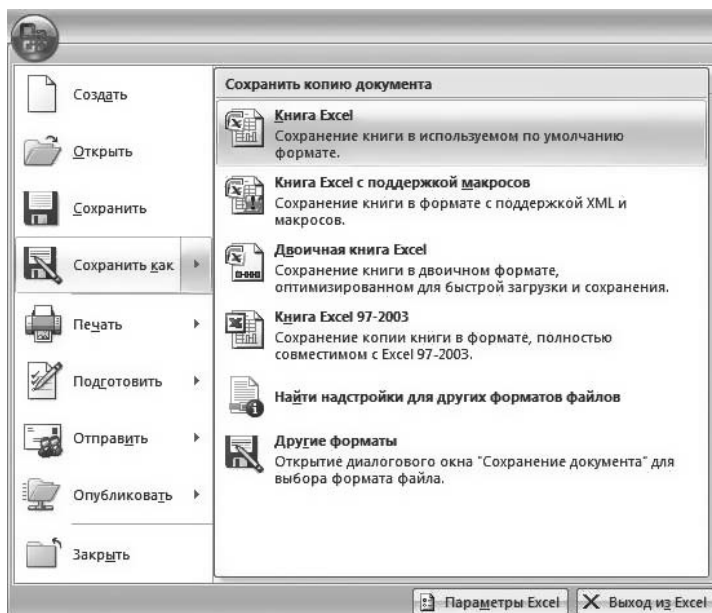 Создать
Открыть
Сохранить
Сохранить как
Печать
Подготовить
Отправить
Опубликовать
Закрыть
Сохранить копию документа
Книга Excel
Сохранение книги в используемом по умолчанию
формате.
Книга Excel с поддержкой макросов
Сохранение книги в формате с поддержкой XML и
макросов.
Двоичная книга Excel
Сохранение книги в двоичном формате,
оптимизированном для быстрой загрузки и сохранения.
Книга Excel 97-2003
Сохранение копии книги в формате, полностью
совместимом с Excel 97-2003.
Найти надстройки для других форматов файлов
Другие форматы
Открытие диалогового окна "Сохранение документа" для
выбора формата файла.
Параметры Excel
Выход из Excel